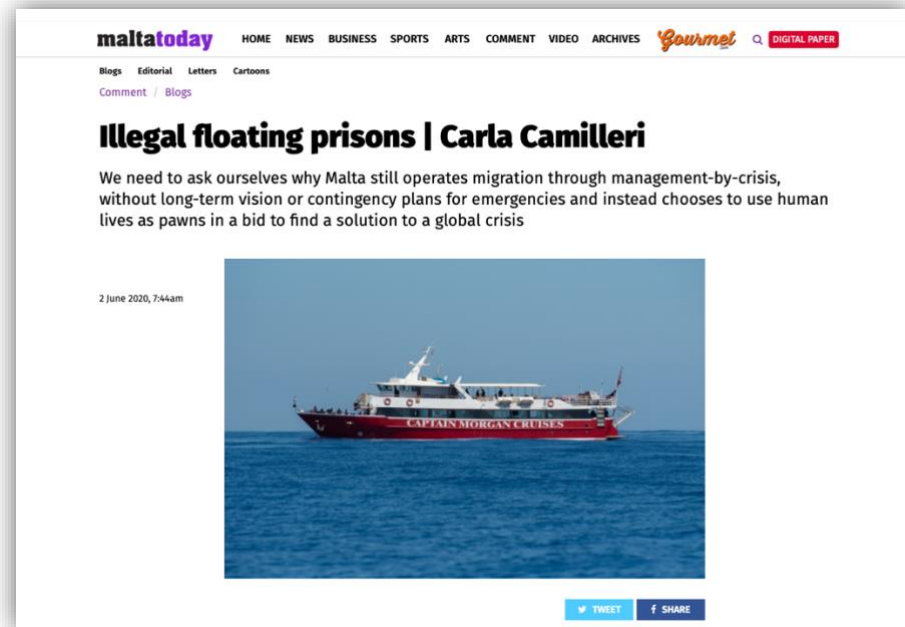 maltatoday HOME NEWS BUSINESS SPORTS ARTS COMMENT VIDEO ARCHIVES Gourmet DIGITAL PAPER
Blogs Editorial Letters Cartoons
Comment / Blogs
Illegal floating prisons | Carla Camilleri
We need to ask ourselves why Malta still operates migration through management-by-crisis,
without long-term vision or contingency plans for emergencies and instead chooses to use human
lives as pawns in a bid to find a solution to a global crisis
2 June 2020, 7:44am
CAPTAIN MORGAN CRUISES
TWEET f SHARE